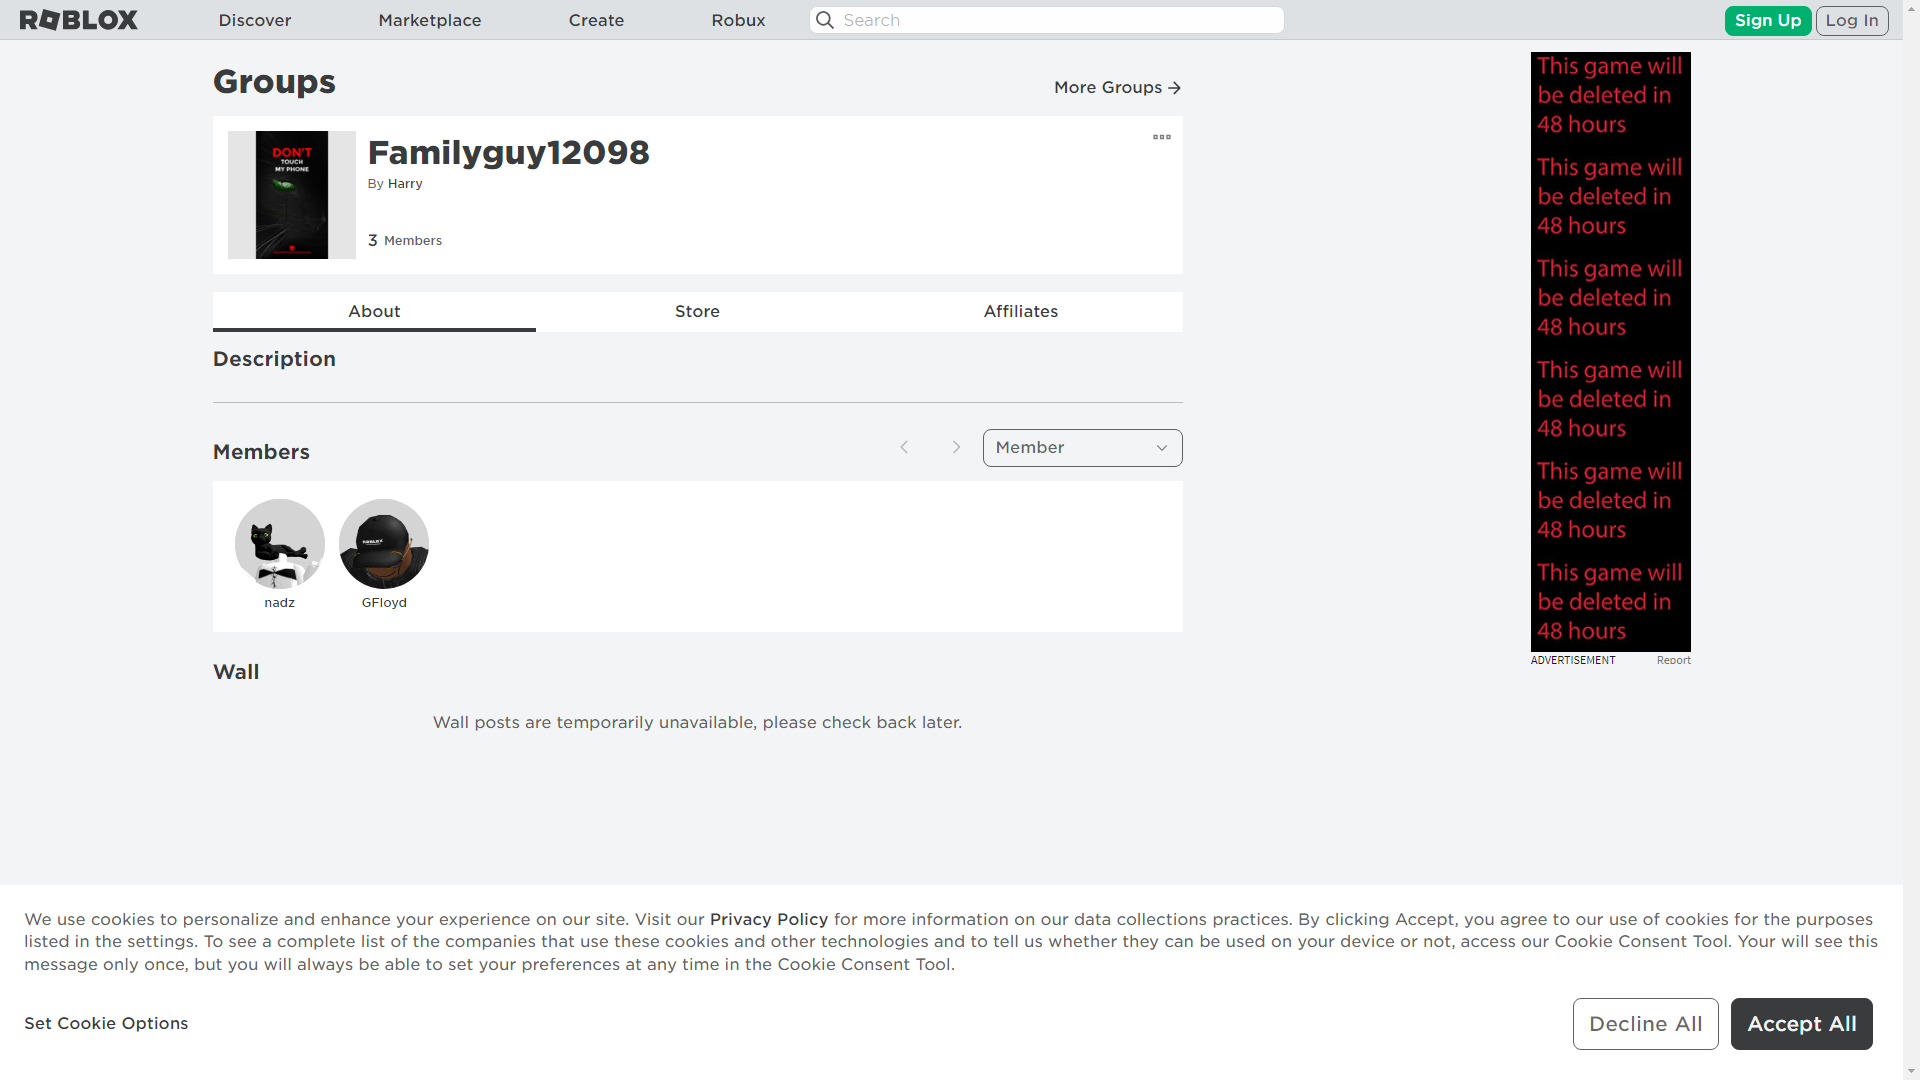 ROBLOX
Discover
Marketplace
Create
Robux
Search
Sign Up
Log In
Groups
More Groups
DON'T
TOUCH
MY PHONE
Familyguy12098
By Harry
3 Members
About
Store
Affiliates
Description
Members
Member
ROBLOX
nadz
GFloyd
Wall
Wall posts are temporarily unavailable, please check back later.
This game will
be deleted in
48 hours
This game will
be deleted in
48 hours
This game will
be deleted in
48 hours
This game will
be deleted in
48 hours
This game will
be deleted in
48 hours
This game will
be deleted in
48 hours
ADVERTISEMENT
Report
We use cookies to personalize and enhance your experience on our site. Visit our Privacy Policy for more information on our data collections practices. By clicking Accept, you agree to our use of cookies for the purposes
listed in the settings. To see a complete list of the companies that use these cookies and other technologies and to tell us whether they can be used on your device or not, access our Cookie Consent Tool. Your will see this
message only once, but you will always be able to set your preferences at any time in the Cookie Consent Tool.
Set Cookie Options
Decline All
Accept All